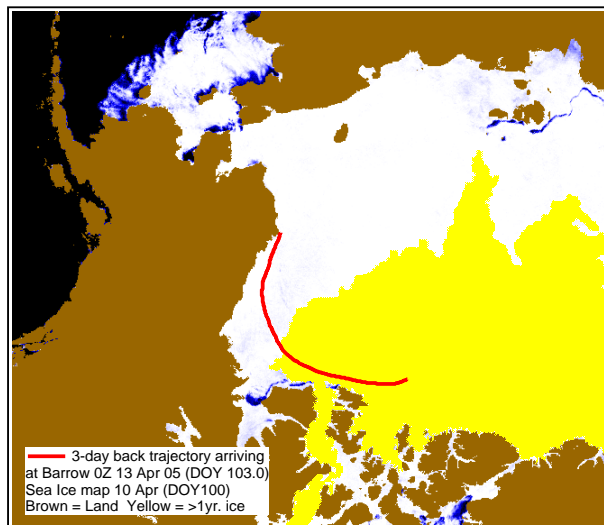 3-day back trajectory arriving
at Barrow 0Z 13 Apr 05 (DOY 103.0)
Sea Ice map 10 Apr (DOY100)
Brown = Land  Yellow = >1yr. ice